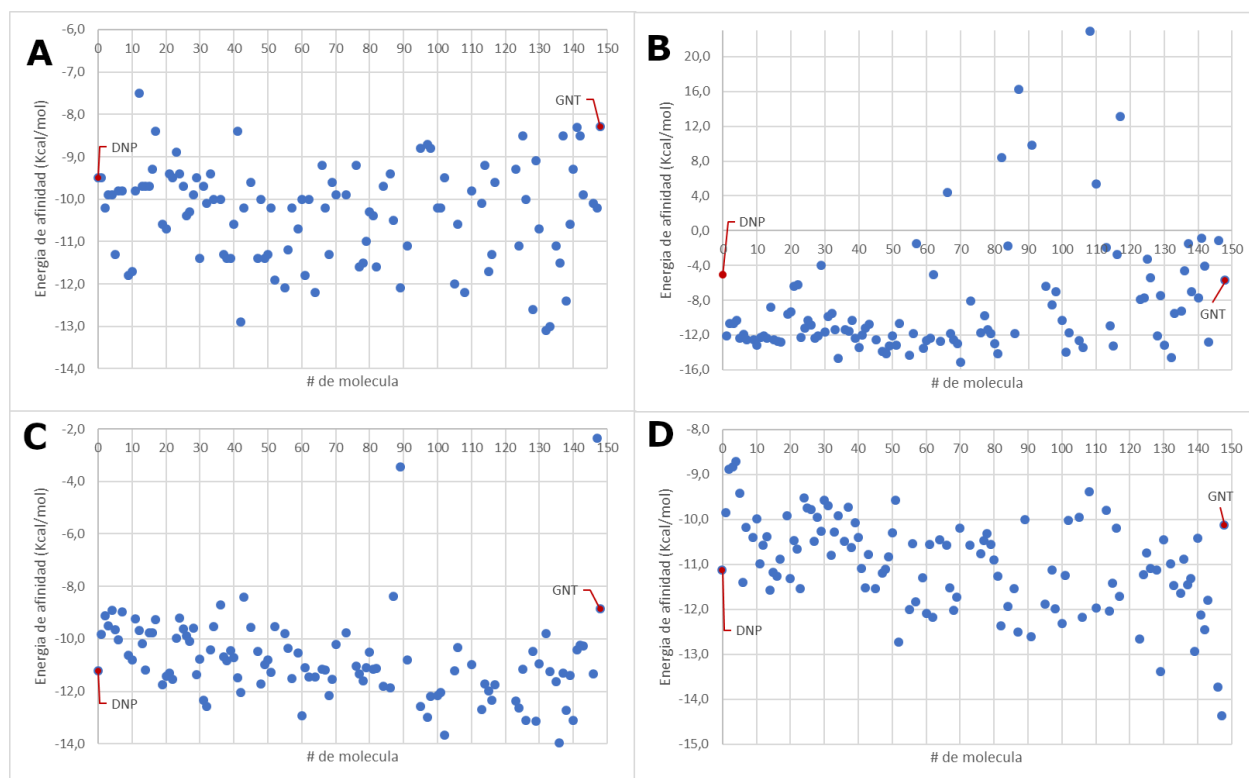 A
-6,0
0 10 20 30 40 50 60 70 80 90 100 110 120 130 140 150
-7,0
GNT
-8,0
DNP
-9,0
-10,0
-11,0
-12,0
-13,0
-14,0
Energia de afinidad (Kcal/mol)
# de molecula
B
20,0
16,0
12,0
8,0
4,0
0,0
0 10 20 30 40 50 60 70 80 90 100 110 120 130 140 150
DNP
-4,0
-8,0
GNT
-12,0
-16,0
Energia de afinidad (Kcal/mol)
# de molecula
C
-2,0
0 10 20 30 40 50 60 70 80 90 100 110 120 130 140 150
-4,0
-6,0
-8,0
GNT
-10,0
-12,0
DNP
-14,0
Energia de afinidad (Kcal/mol)
# de molecula
D
-8,0
0 10 20 30 40 50 60 70 80 90 100 110 120 130 140 150
-9,0
GNT
-10,0
-11,0
-12,0
DNP
-13,0
-14,0
-15,0
Energia de afinidad (Kcal/mol)
# de molecula